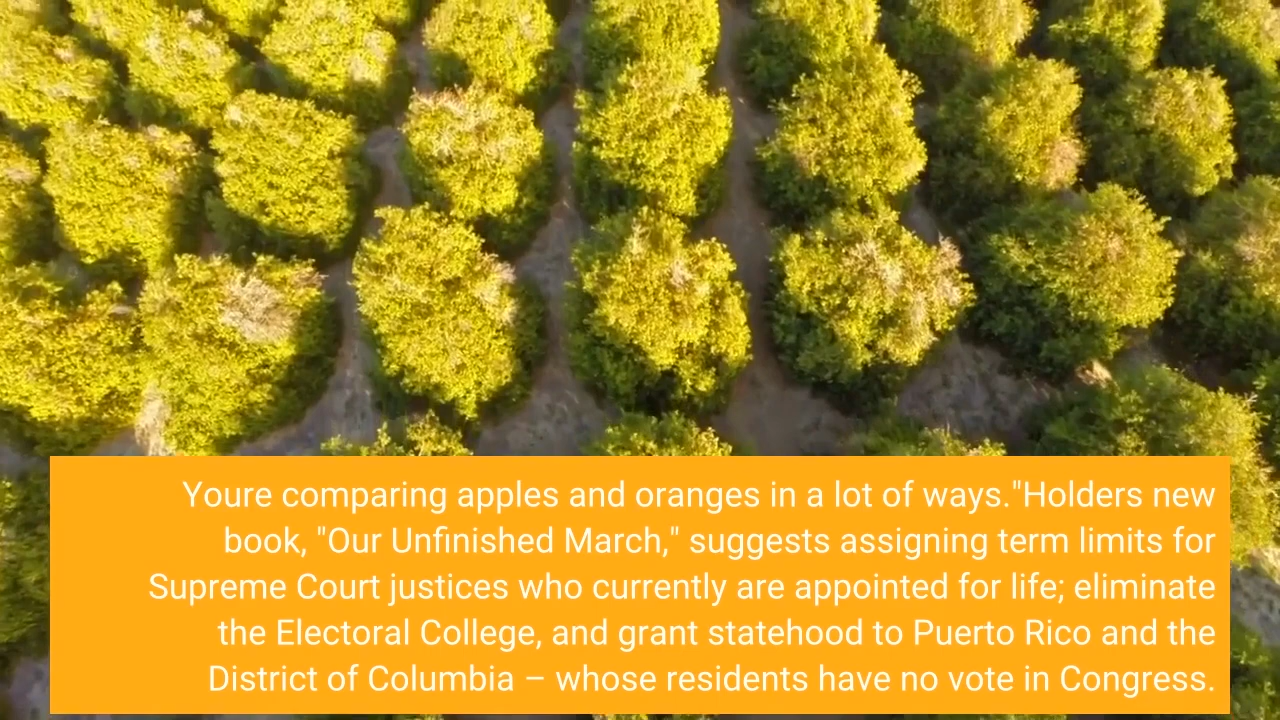 Youre comparing apples and oranges in a lot of ways."Holders new
book, "Our Unfinished March," suggests assigning term limits for
Supreme Court justices who currently are appointed for life; eliminate
the Electoral College, and grant statehood to Puerto Rico and the
District of Columbia – whose residents have no vote in Congress.